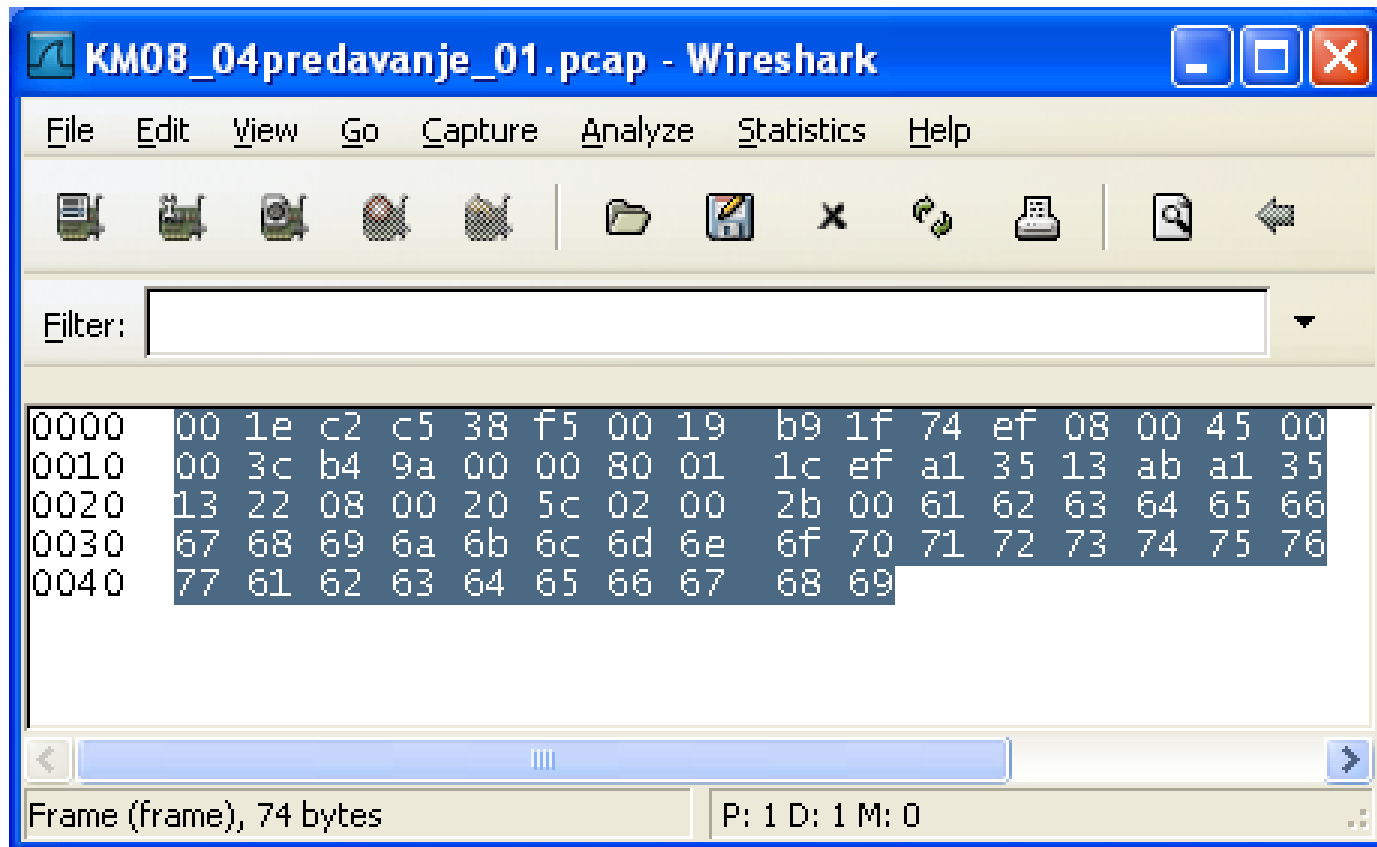 KM08_04predavanje_01.pcap - Wireshark
File Edit View Go Capture Analyze Statistics Help
Filter:
0000 00 1e c2 c5 38 f5 00 19 b9 1f 74 ef 08 00 45 00
0010 00 3c b4 9a 00 00 80 01 1c ef a1 35 13 ab a1 35
0020 13 22 08 00 20 5c 02 00 2b 00 61 62 63 64 65 66
0030 67 68 69 6a 6b 6c 6d 6e 6f 70 71 72 73 74 75 76
0040 77 61 62 63 64 65 66 67 68 69
Frame (frame), 74 bytes P: 1 D: 1 M: 0